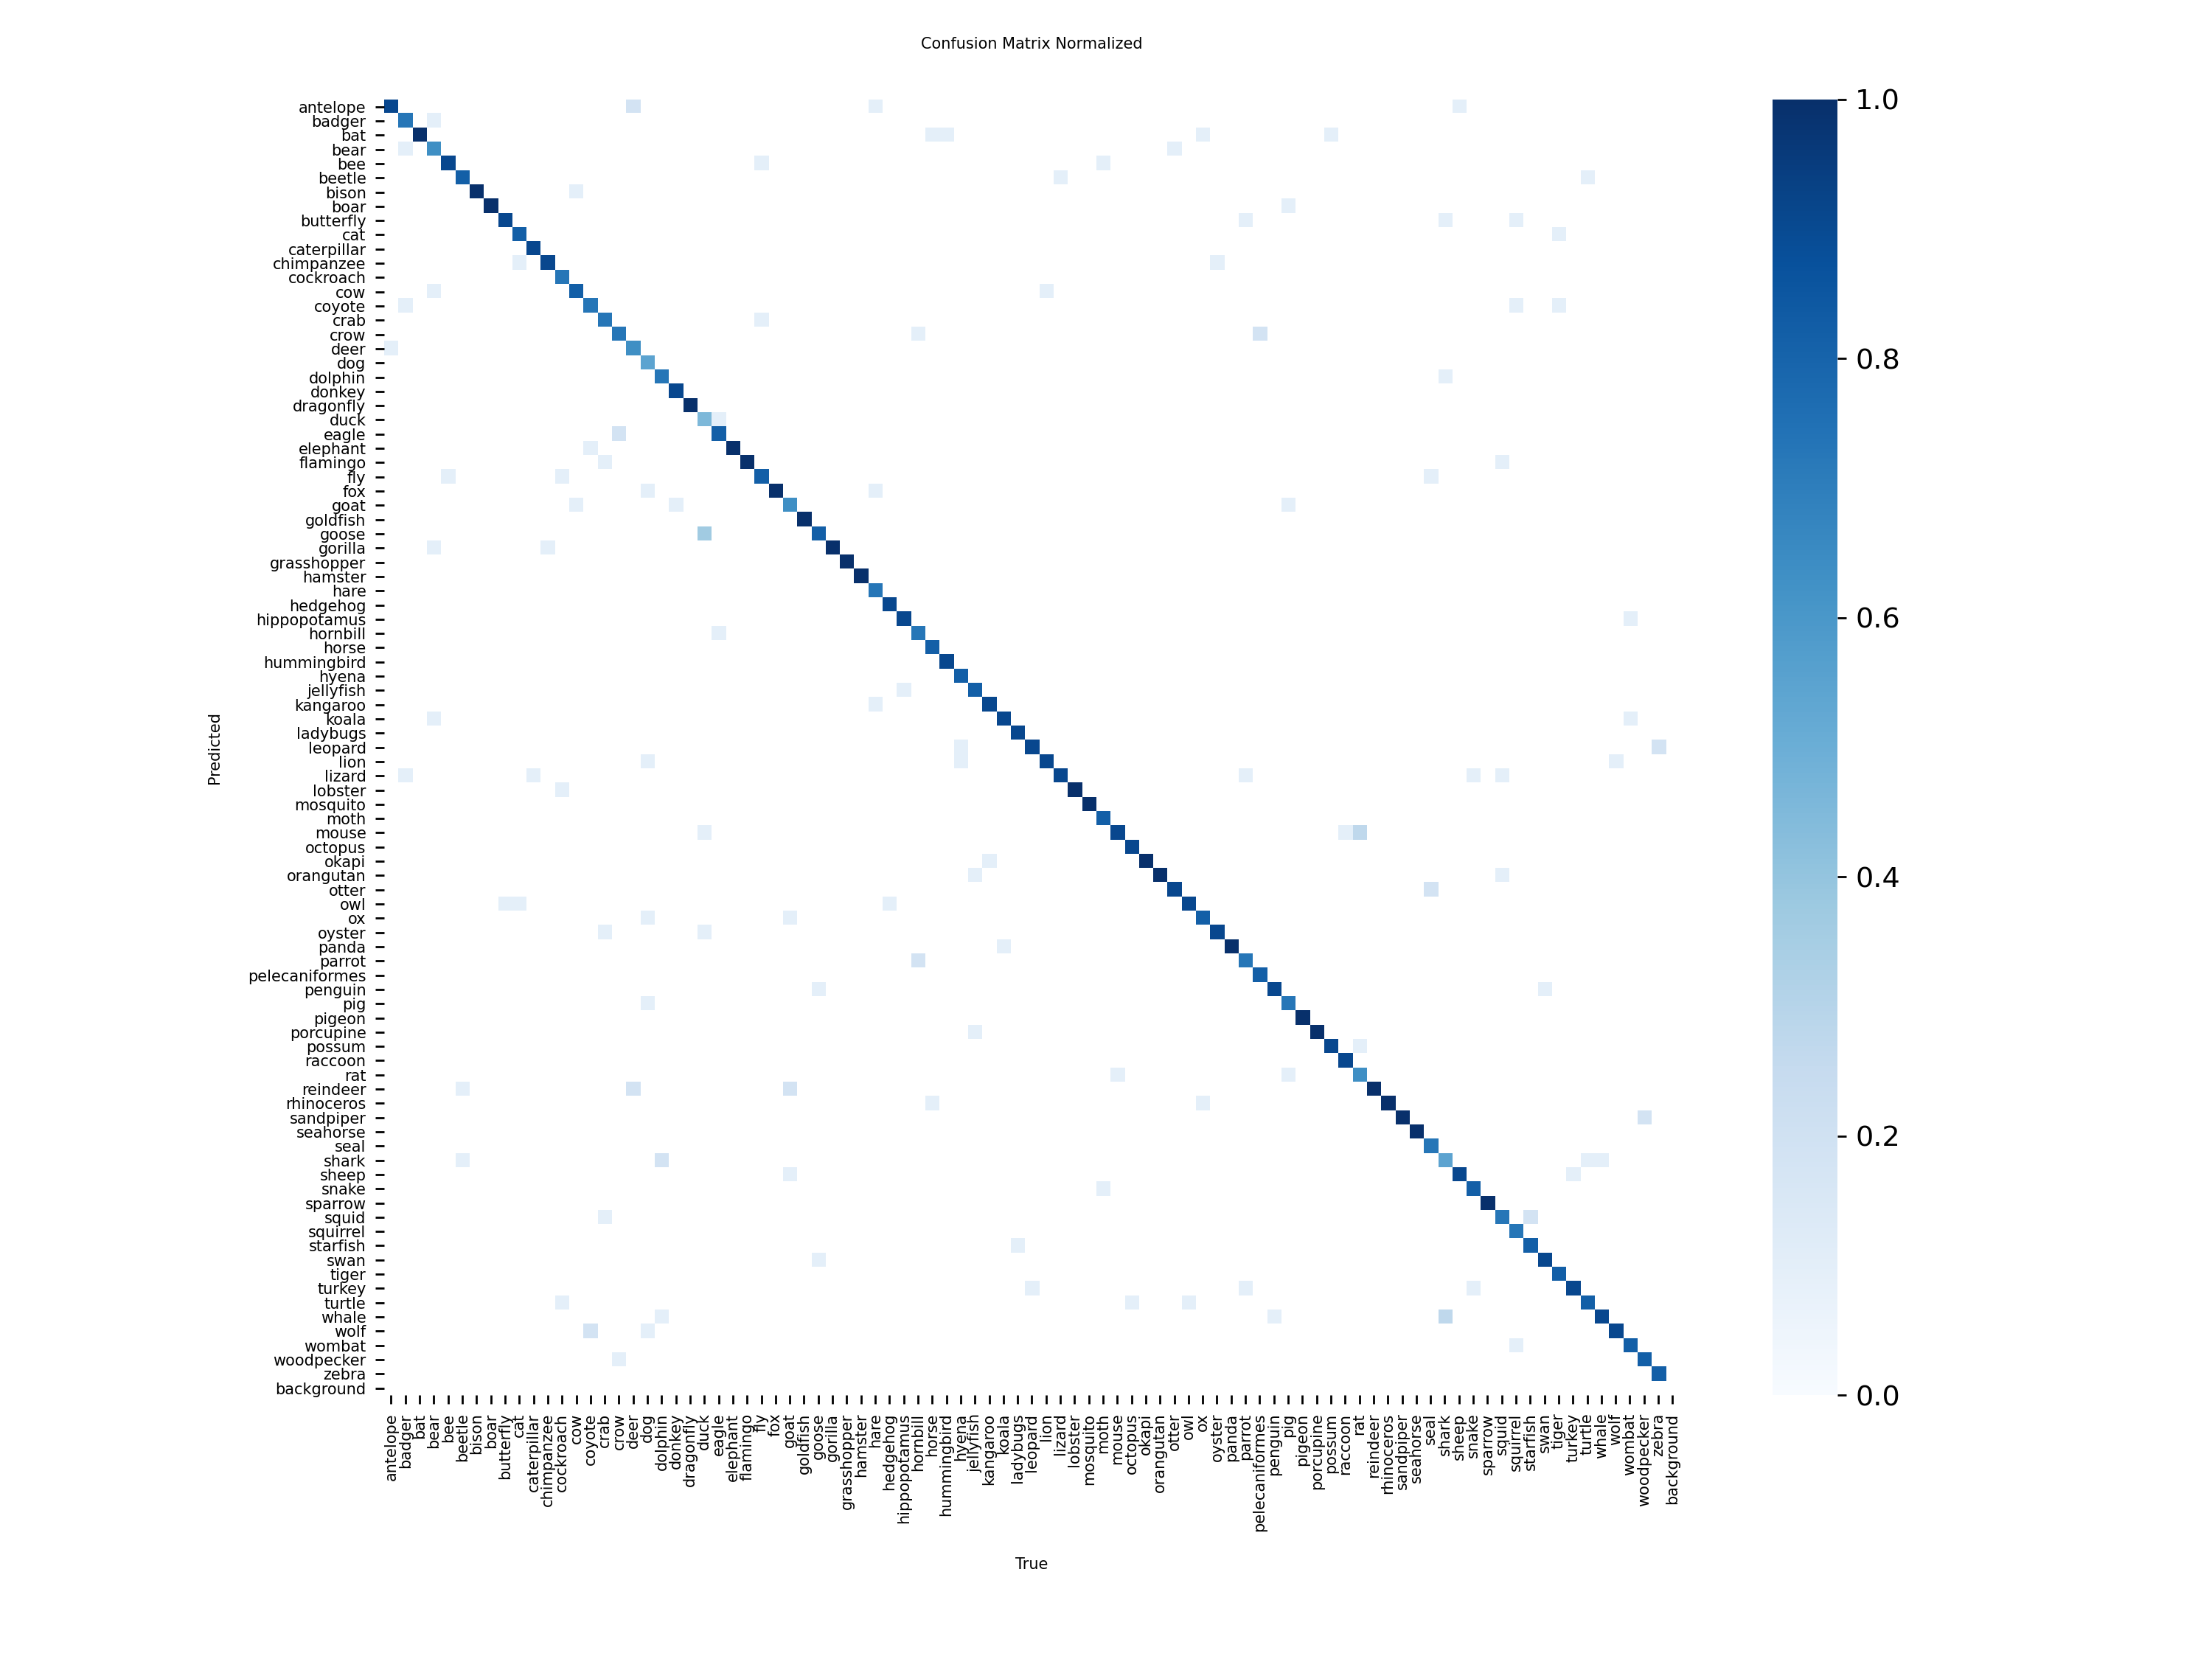 Confusion Matrix Normalized
antelope
badger
bat
bear
bee
beetle
bison
boar
butterfly
cat
caterpillar
chimpanzee
cockroach
cow
coyote
crab
crow
deer
dog
dolphin
donkey
dragonfly
duck
eagle
elephant
flamingo
fly
fox
goat
goldfish
goose
gorilla
grasshopper
hamster
hare
hedgehog
hippopotamus
hornbill
horse
hummingbird
hyena
jellyfish
kangaroo
koala
ladybugs
leopard
lion
lizard
lobster
mosquito
moth
mouse
octopus
okapi
orangutan
otter
owl
ox
oyster
panda
parrot
pelecaniformes
penguin
pig
pigeon
porcupine
possum
raccoon
rat
reindeer
rhinoceros
sandpiper
seahorse
seal
shark
sheep
snake
sparrow
squid
squirrel
starfish
swan
tiger
turkey
turtle
whale
wolf
wombat
woodpecker
zebra
background
Predicted
antelope
badger
bat
bear
bee
beetle
bison
boar
butterfly
cat
caterpillar
chimpanzee
cockroach
cow
coyote
crab
crow
deer
dog
dolphin
donkey
dragonfly
duck
eagle
elephant
flamingo
fly
fox
goat
goldfish
goose
gorilla
grasshopper
hamster
hare
hedgehog
hippopotamus
hornbill
horse
hummingbird
hyena
jellyfish
kangaroo
koala
ladybugs
leopard
lion
lizard
lobster
mosquito
moth
mouse
octopus
okapi
orangutan
otter
owl
ox
oyster
panda
parrot
pelecaniformes
penguin
pig
pigeon
porcupine
possum
raccoon
rat
reindeer
rhinoceros
sandpiper
seahorse
seal
shark
sheep
snake
sparrow
squid
squirrel
starfish
swan
tiger
turkey
turtle
whale
wolf
wombat
woodpecker
zebra
background
True
1.0
0.8
0.6
0.4
0.2
0.0